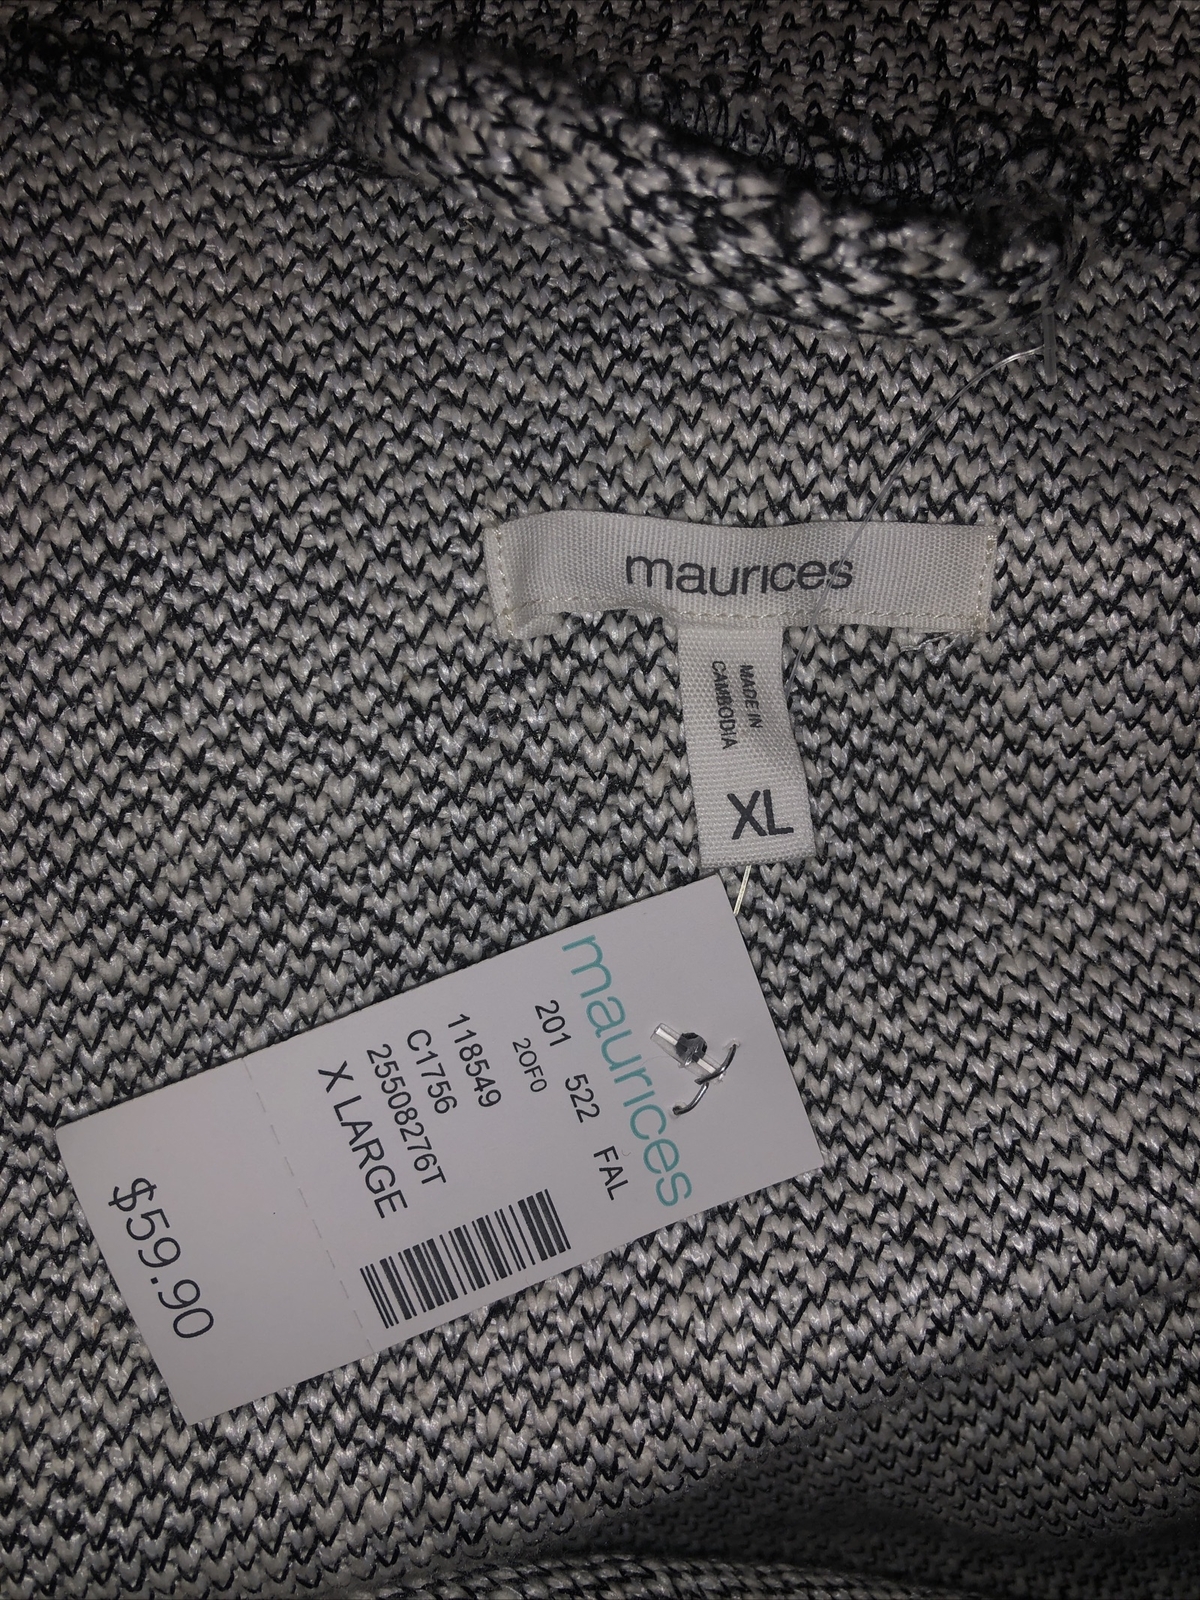 maurices
MADE IN
CAMBODIA
XL
maurices
201 522 FAL
20F0
118549
C1756
25508276T
X LARGE
$59.90